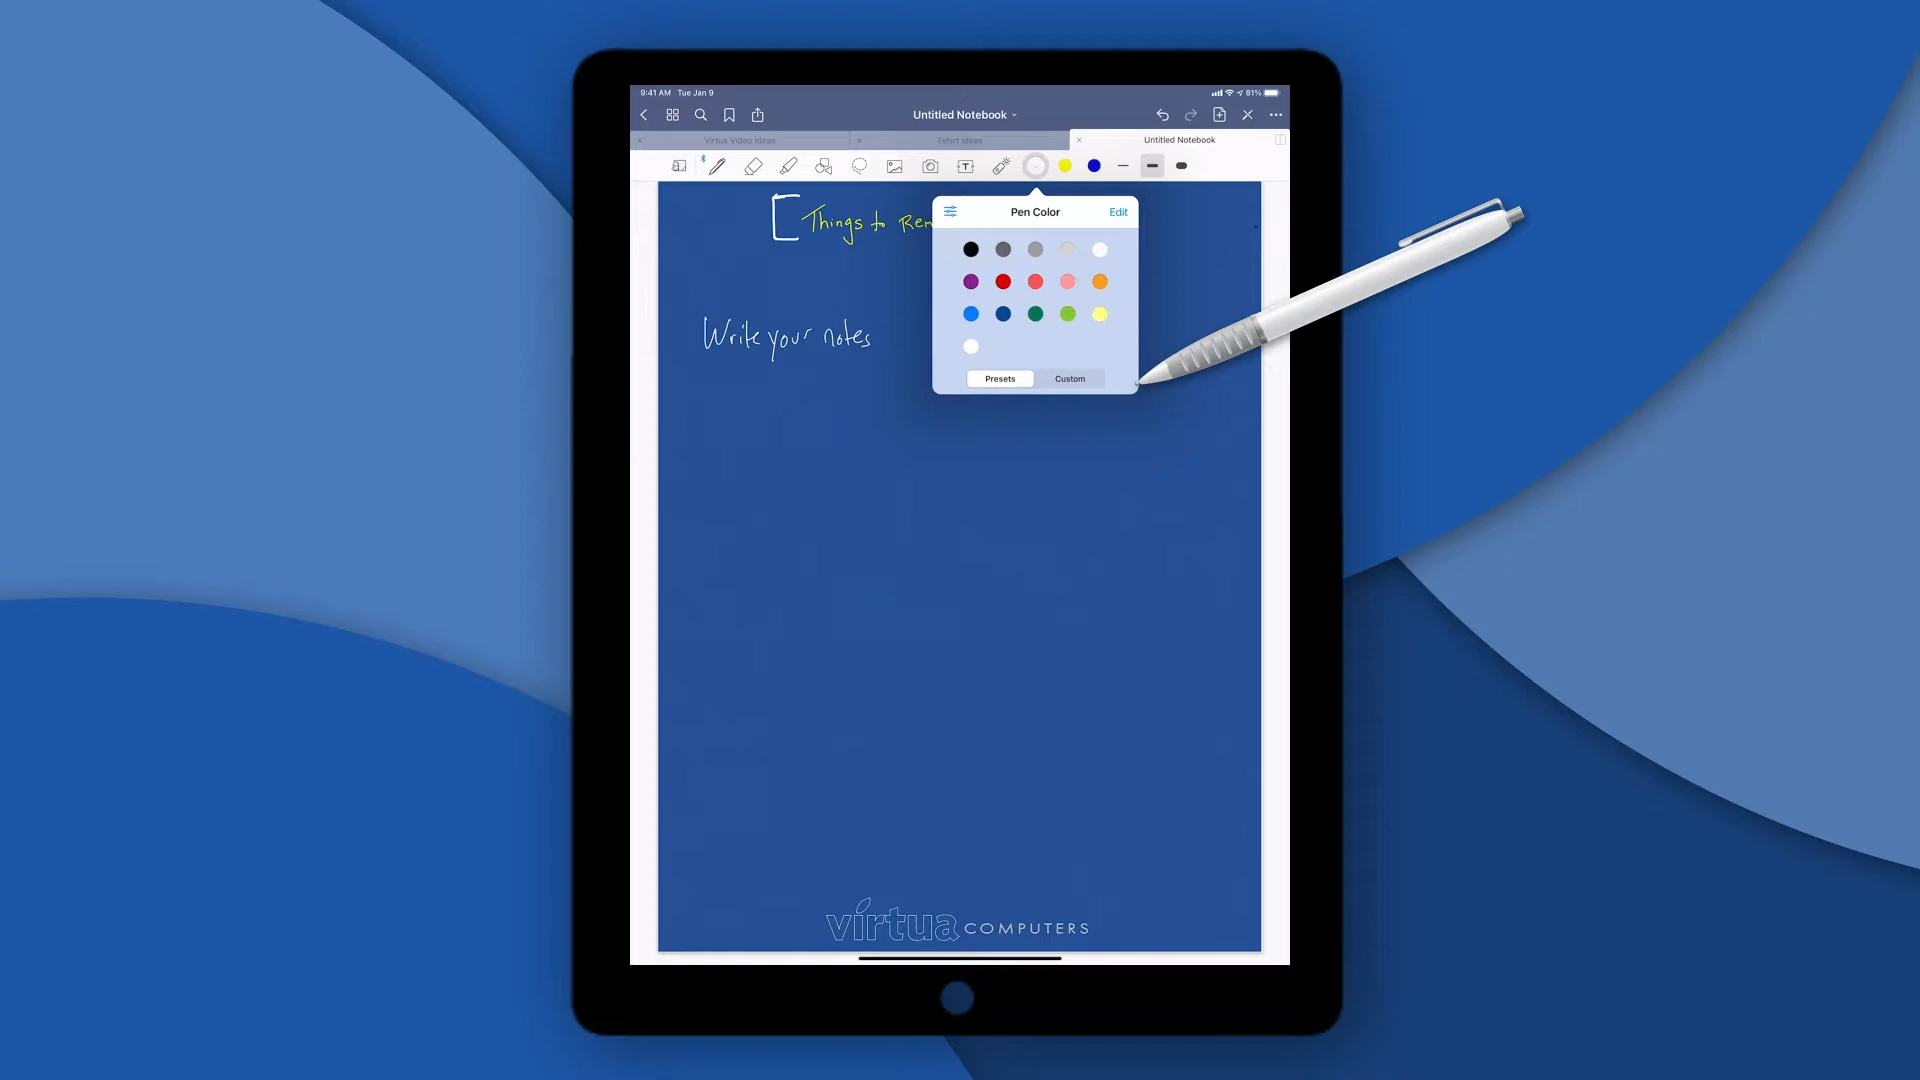 9:41 AM Tue Jan 9
81%
Untitled Notebook
Virtua Video Ideas
Tshirt Ideas
Untitled Notebook
T
Pen Color
Edit
Things to
Write your notes
Presets
Custom
virtua COMPUTERS